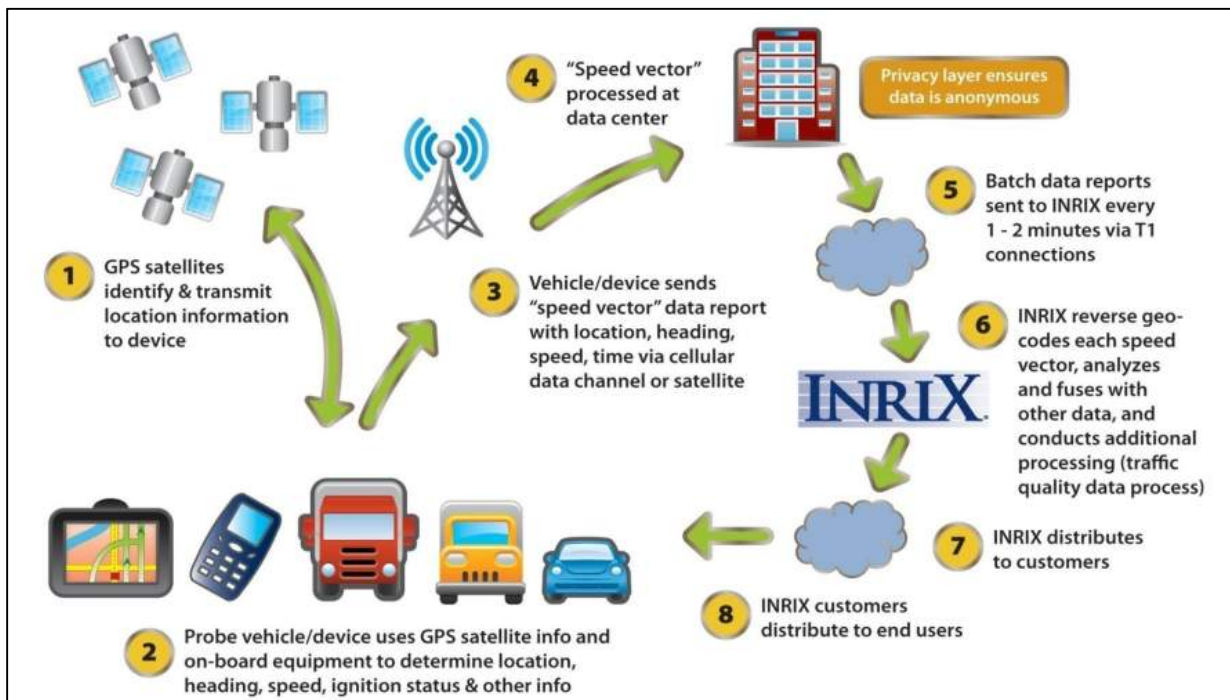 1
GPS satellites
identify & transmit
location information
to device
2
Probe vehicle/device uses GPS satellite info and
on-board equipment to determine location,
heading, speed, ignition status & other info
3
Vehicle/device sends
“speed vector” data report
with location, heading,
speed, time via cellular
data channel or satellite
4
“Speed vector”
processed at
data center
Privacy layer ensures
data is anonymous
5
Batch data reports
sent to INRIX every
1 - 2 minutes via T1
connections
6
INRIX reverse geo-
codes each speed
vector, analyzes
and fuses with
other data, and
conducts additional
processing (traffic
quality data process)
INRIX.
7
INRIX distributes
to customers
8
INRIX customers
distribute to end users